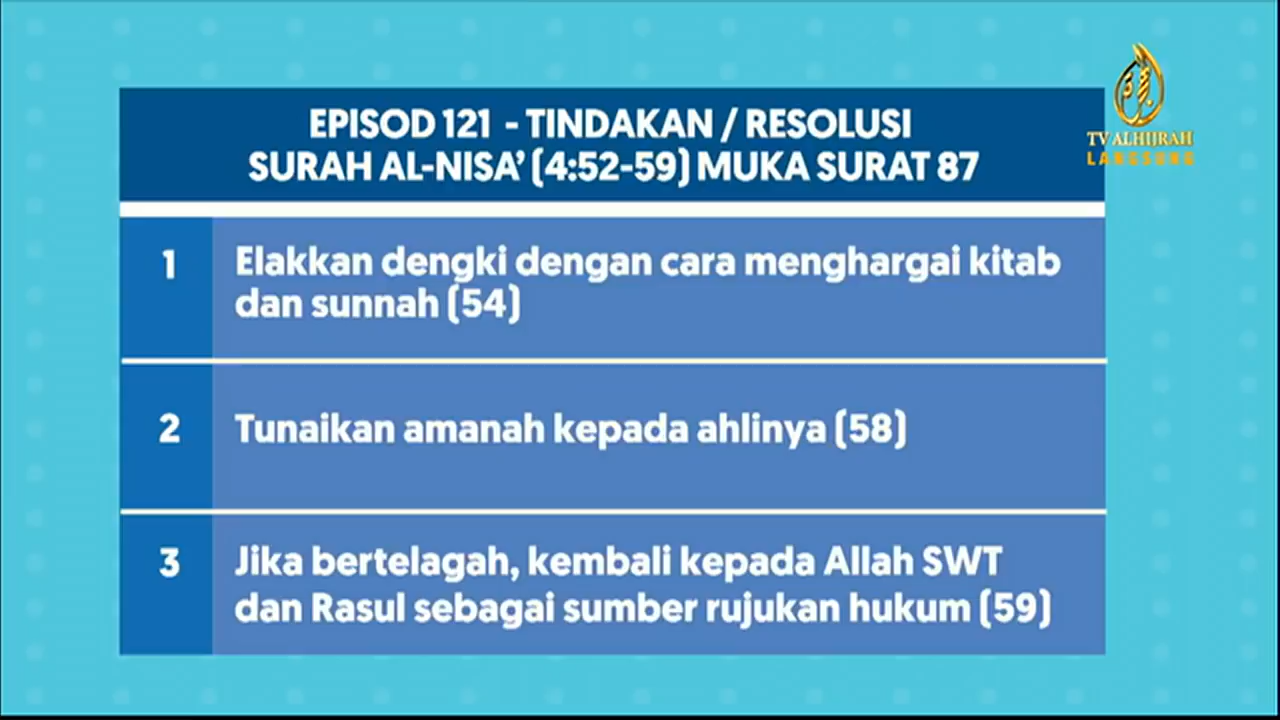 EPISOD 121 - TINDAKAN / RESOLUSI
SURAH AL-NISA’ (4:52-59) MUKA SURAT 87
TV ALHIJRAH
LANGSUNG
1
Elakkan dengki dengan cara menghargai kitab
dan sunnah (54)
2
Tunaikan amanah kepada ahlinya (58)
3
Jika bertelagah, kembali kepada Allah SWT
dan Rasul sebagai sumber rujukan hukum (59)